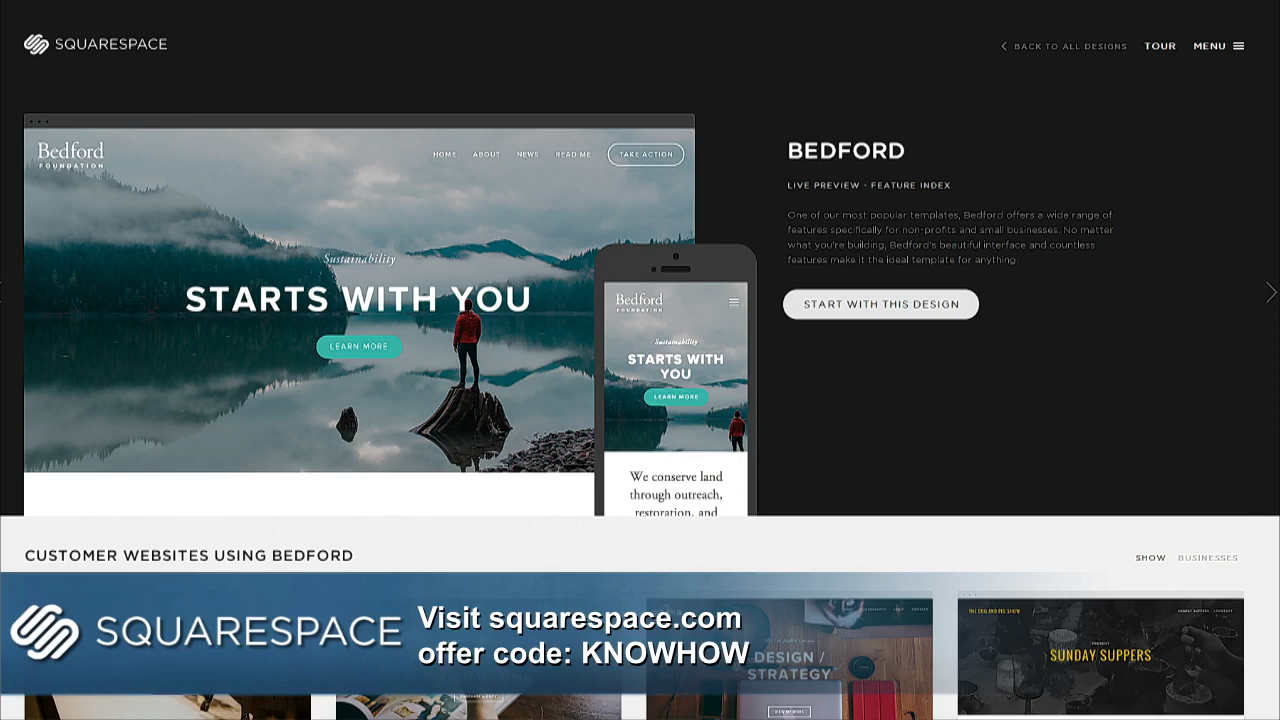 SQUARESPACE
BACK TO ALL DESIGNS TOUR MENU
Bedford
FOUNDATION
HOME ABOUT NEWS READ ME TAKE ACTION
Sustainability
STARTS WITH YOU
LEARN MORE
Bedford
FOUNDATION
Sustainability
STARTS WITH
YOU
LEARN MORE
We conserve land
through outreach,
restoration, and
BEDFORD
LIVE PREVIEW · FEATURE INDEX
One of our most popular templates, Bedford offers a wide range of
features specifically for non-profits and small businesses. No matter
what you're building, Bedford's beautiful interface and countless
features make it the ideal template for anything.
START WITH THIS DESIGN
CUSTOMER WEBSITES USING BEDFORD
SHOW BUSINESSES
SQUARESPACE
Visit squarespace.com
offer code: KNOWHOW
DESIGN /
STRATEGY
THE DOG AND PIG SHOW
SUNDAY SUPPERS